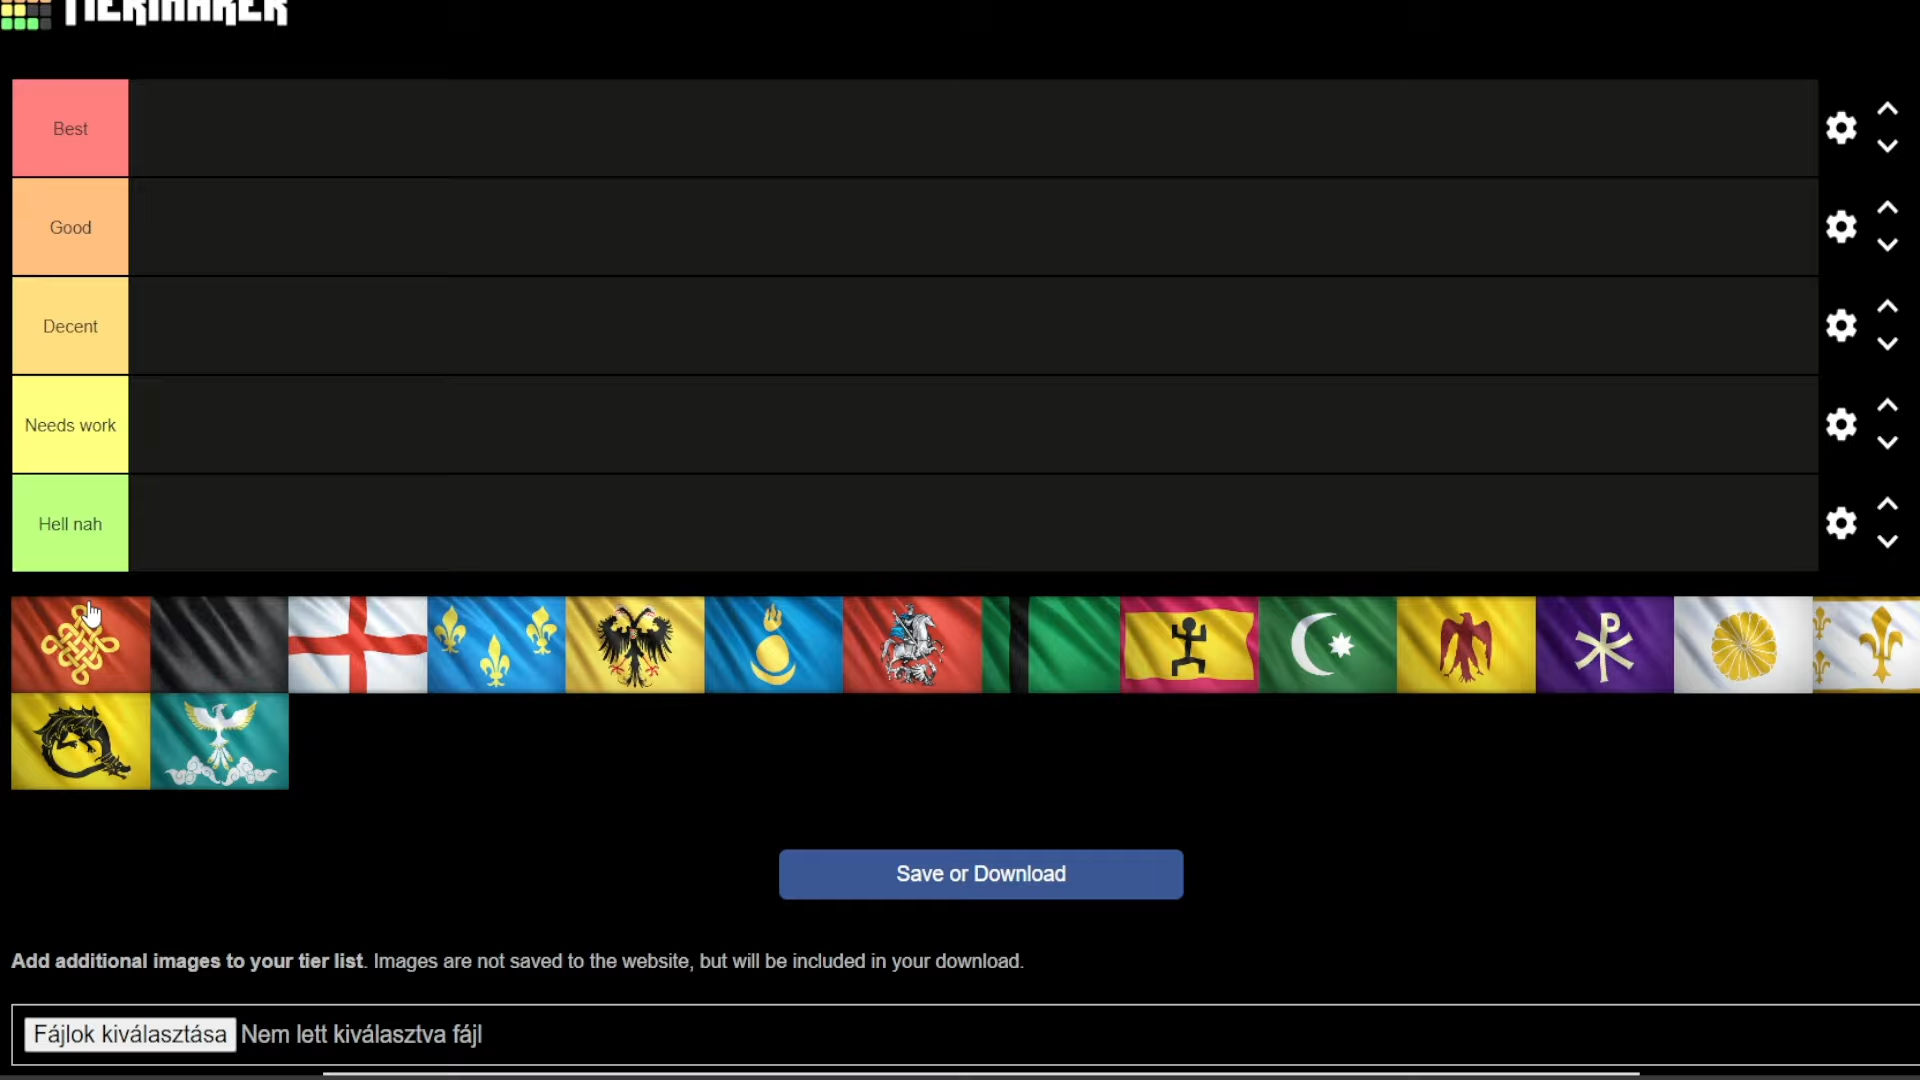 TIERMAKER
Best
Good
Decent
Needs work
Hell nah
Save or Download
Add additional images to your tier list. Images are not saved to the website, but will be included in your download.
Fájlok kiválasztása Nem lett kiválasztva fájl